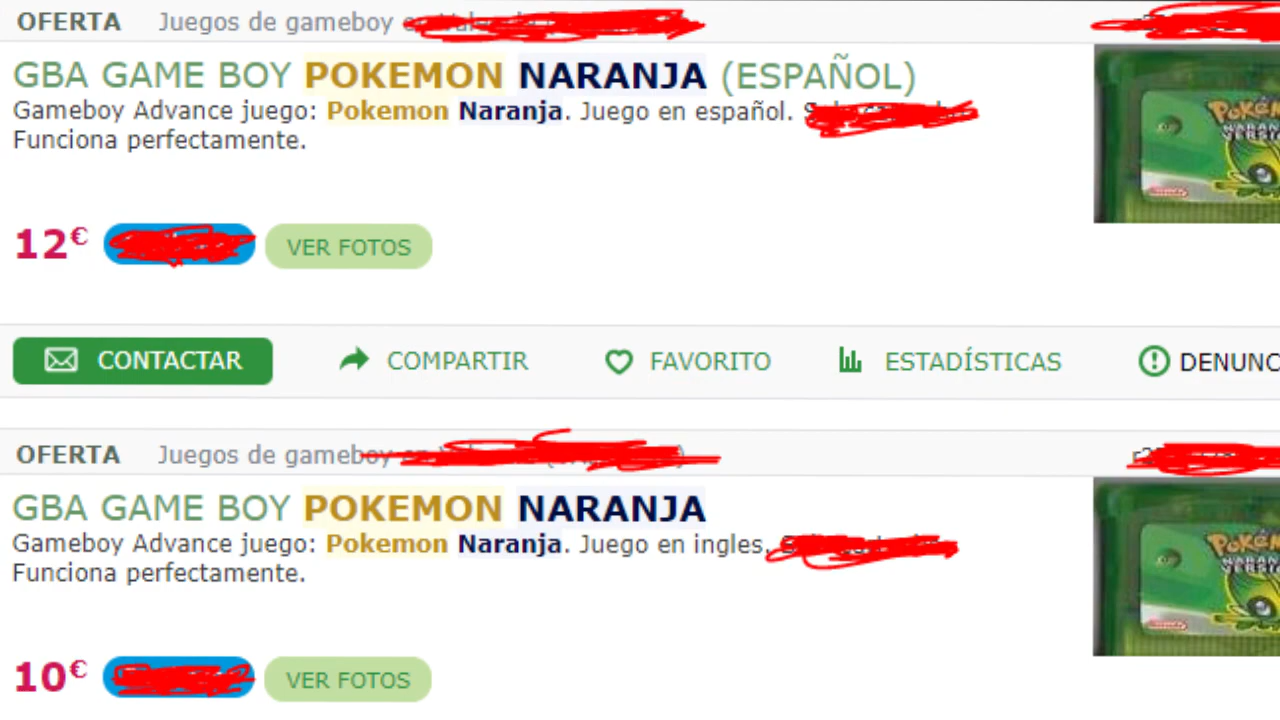 OFERTA Juegos de gameboy
GBA GAME BOY POKEMON NARANJA (ESPAÑOL)
Gameboy Advance juego: Pokemon Naranja. Juego en español.
Funciona perfectamente.
12€ VER FOTOS
CONTACTAR COMPARTIR FAVORITO ESTADÍSTICAS DENUNC
OFERTA Juegos de gameboy
GBA GAME BOY POKEMON NARANJA
Gameboy Advance juego: Pokemon Naranja. Juego en ingles.
Funciona perfectamente.
10€ VER FOTOS